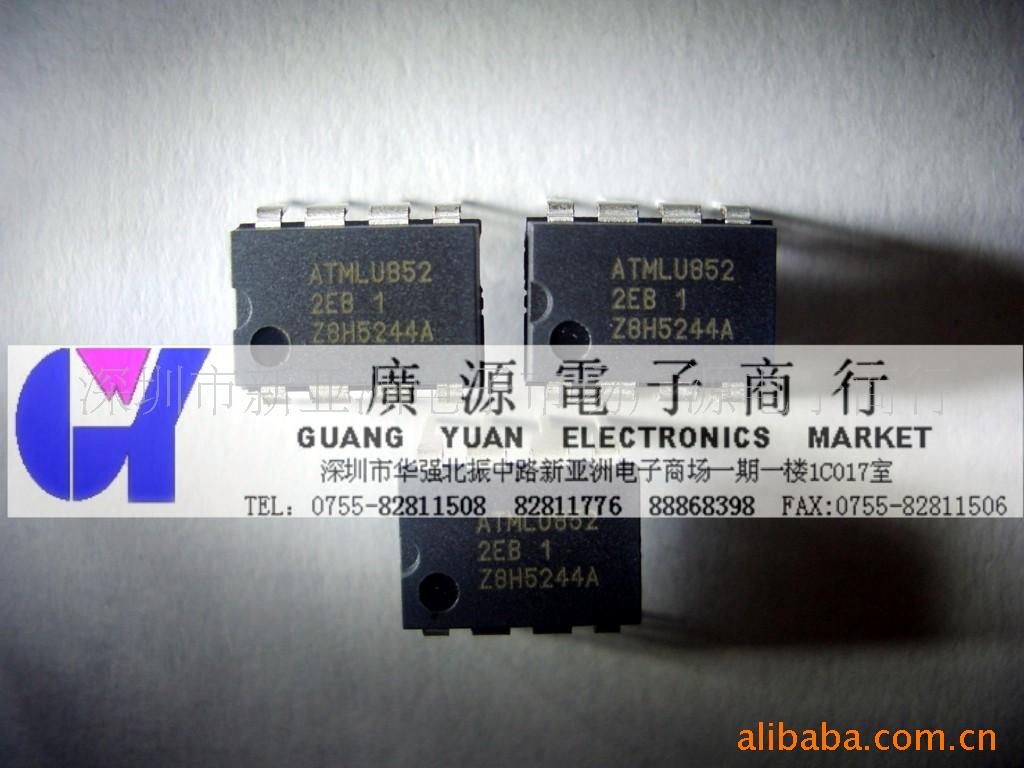 ATMLU852
2EB 1
Z8H5244A
ATMLU852
2EB 1
Z8H5244A
廣源電子商行
GUANG YUAN ELECTRONICS MARKET
深圳市华强北振中路新亚洲电子商场一期一楼1C017室
TEL: 0755-82811508 82811776 88868398 FAX:0755-82811506
ATMLU852
2EB 1
Z8H5244A
alibaba.com.cn